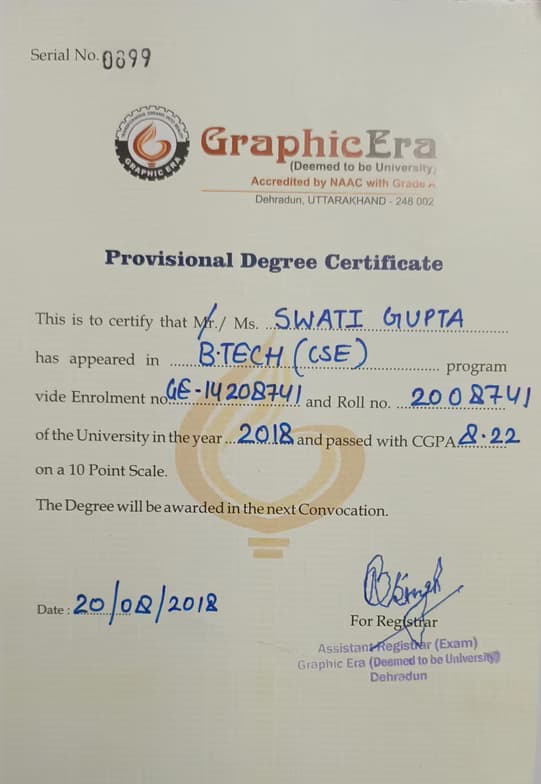 Serial No. 0899
GRAPHIC ERA
GraphicEra
(Deemed to be University)
Accredited by NAAC with Grade A
Dehradun, UTTARAKHAND - 248 002
Provisional Degree Certificate
This is to certify that Mr./ Ms. SWATI GUPTA
has appeared in B.TECH (CSE) program
vide Enrolment no. GE-14208741 and Roll no. 2008741
of the University in the year 2018 and passed with CGPA 8.22
on a 10 Point Scale.
The Degree will be awarded in the next Convocation.
Date : 20/08/2018
For Registrar
Assistant Registrar (Exam)
Graphic Era (Deemed to be University)
Dehradun